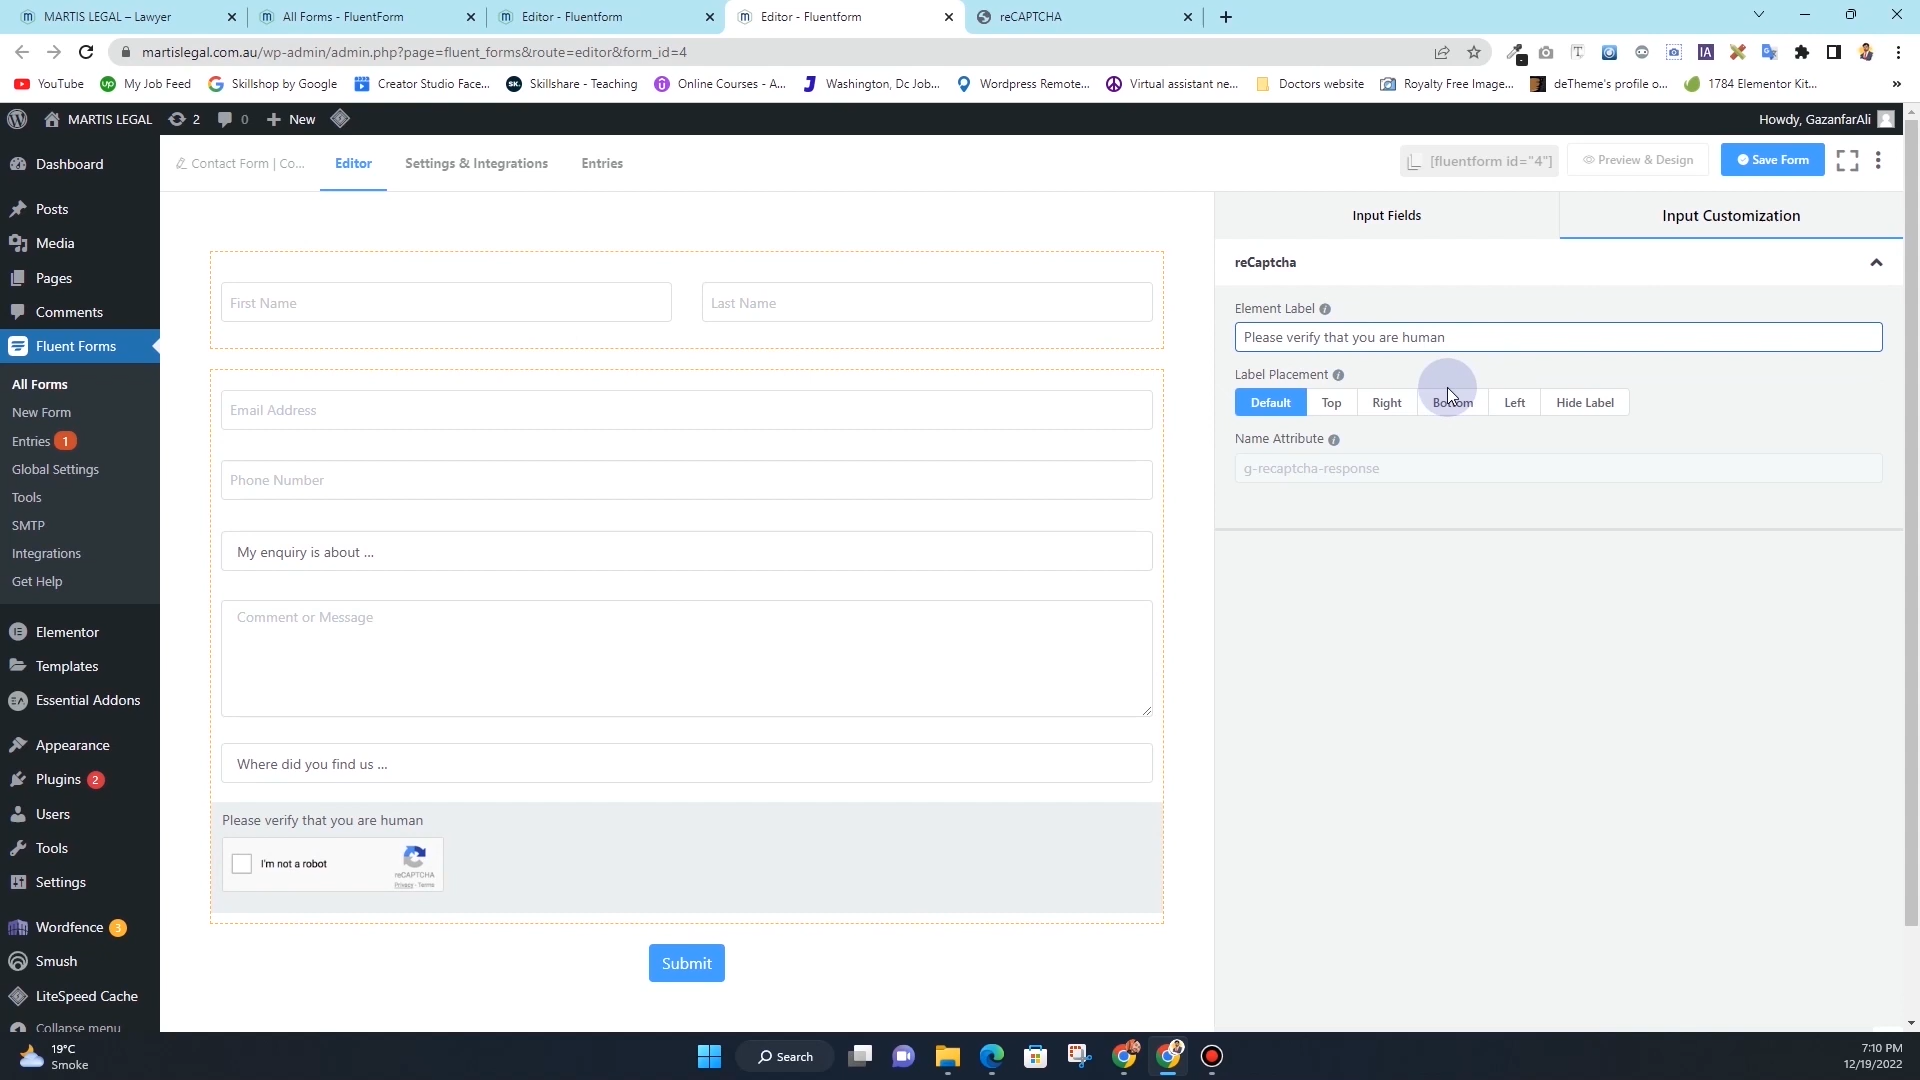 MARTIS LEGAL – Lawyer
All Forms - FluentForm
Editor - Fluentform
Editor - Fluentform
reCAPTCHA
martislegal.com.au/wp-admin/admin.php?page=fluent_forms&route=editor&form_id=4
YouTube
My Job Feed
Skillshop by Google
Creator Studio Face...
Skillshare - Teaching
Online Courses - A...
Washington, Dc Job...
Wordpress Remote...
Virtual assistant ne...
Doctors website
Royalty Free Image...
deTheme's profile o...
1784 Elementor Kit...
MARTIS LEGAL
2
0
New
Howdy, GazanfarAli
Dashboard
Posts
Media
Pages
Comments
Fluent Forms
All Forms
New Form
Entries 1
Global Settings
Tools
SMTP
Integrations
Get Help
Elementor
Templates
Essential Addons
Appearance
Plugins 2
Users
Tools
Settings
Wordfence 3
Smush
LiteSpeed Cache
Collapse menu
Contact Form | Co...
Editor
Settings & Integrations
Entries
[fluentform id="4"]
Preview & Design
Save Form
First Name
Last Name
Email Address
Phone Number
My enquiry is about ...
Comment or Message
Where did you find us ...
Please verify that you are human
I'm not a robot
reCAPTCHA
Privacy - Terms
Submit
Input Fields
Input Customization
reCaptcha
Element Label
Please verify that you are human
Label Placement
Default
Top
Right
Bottom
Left
Hide Label
Name Attribute
g-recaptcha-response
19°C
Smoke
Search
7:10 PM
12/19/2022